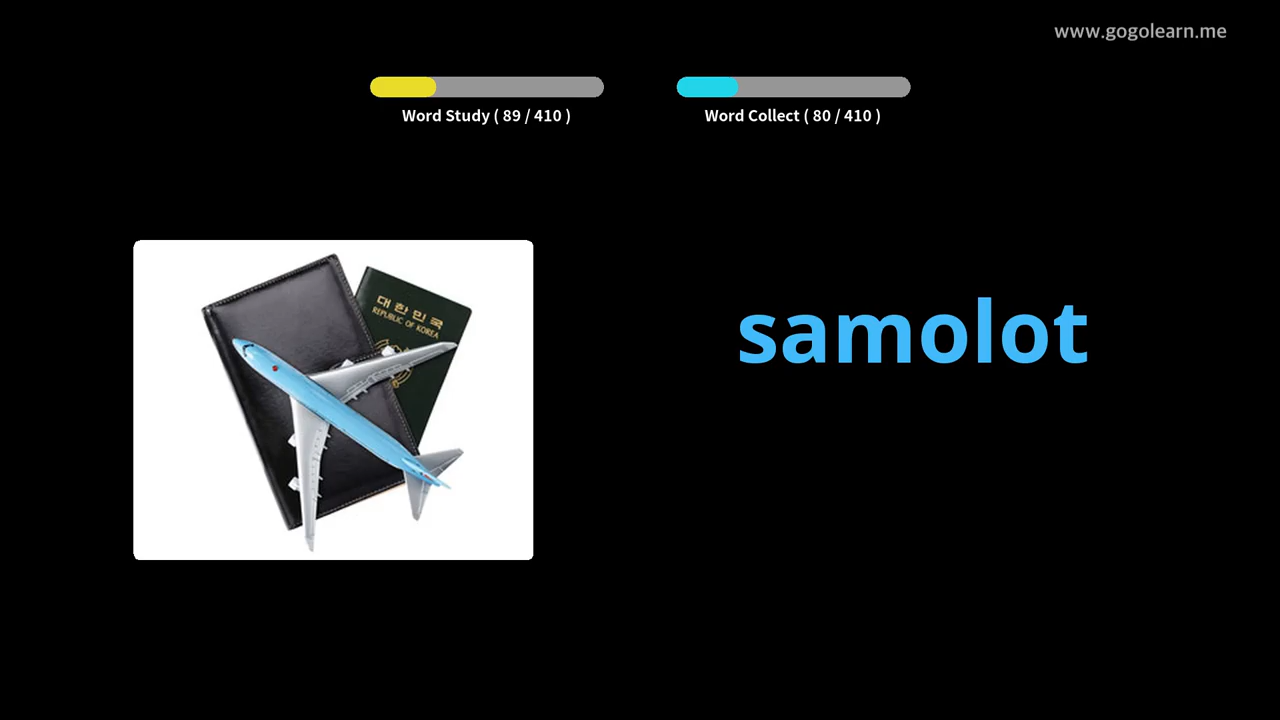 www.gogolearn.me
Word Study ( 89 / 410 )
Word Collect ( 80 / 410 )
대한민국
REPUBLIC OF KOREA
samolot